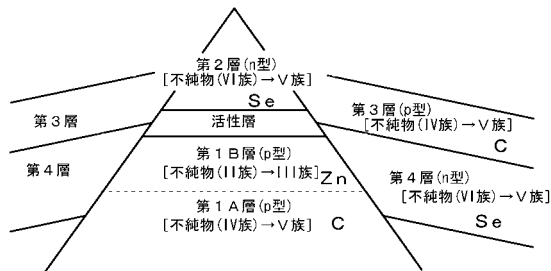 第2層(n型)
[不純物(VI族)→V族]
Se
活性層
第3層
第3層(p型)
[不純物(IV族)→V族]
C
第4層
第1B層(p型)
[不純物(II族)→III族]
Zn
第4層(n型)
[不純物(VI族)→V族]
Se
第1A層(p型)
[不純物(IV族)→V族]
C